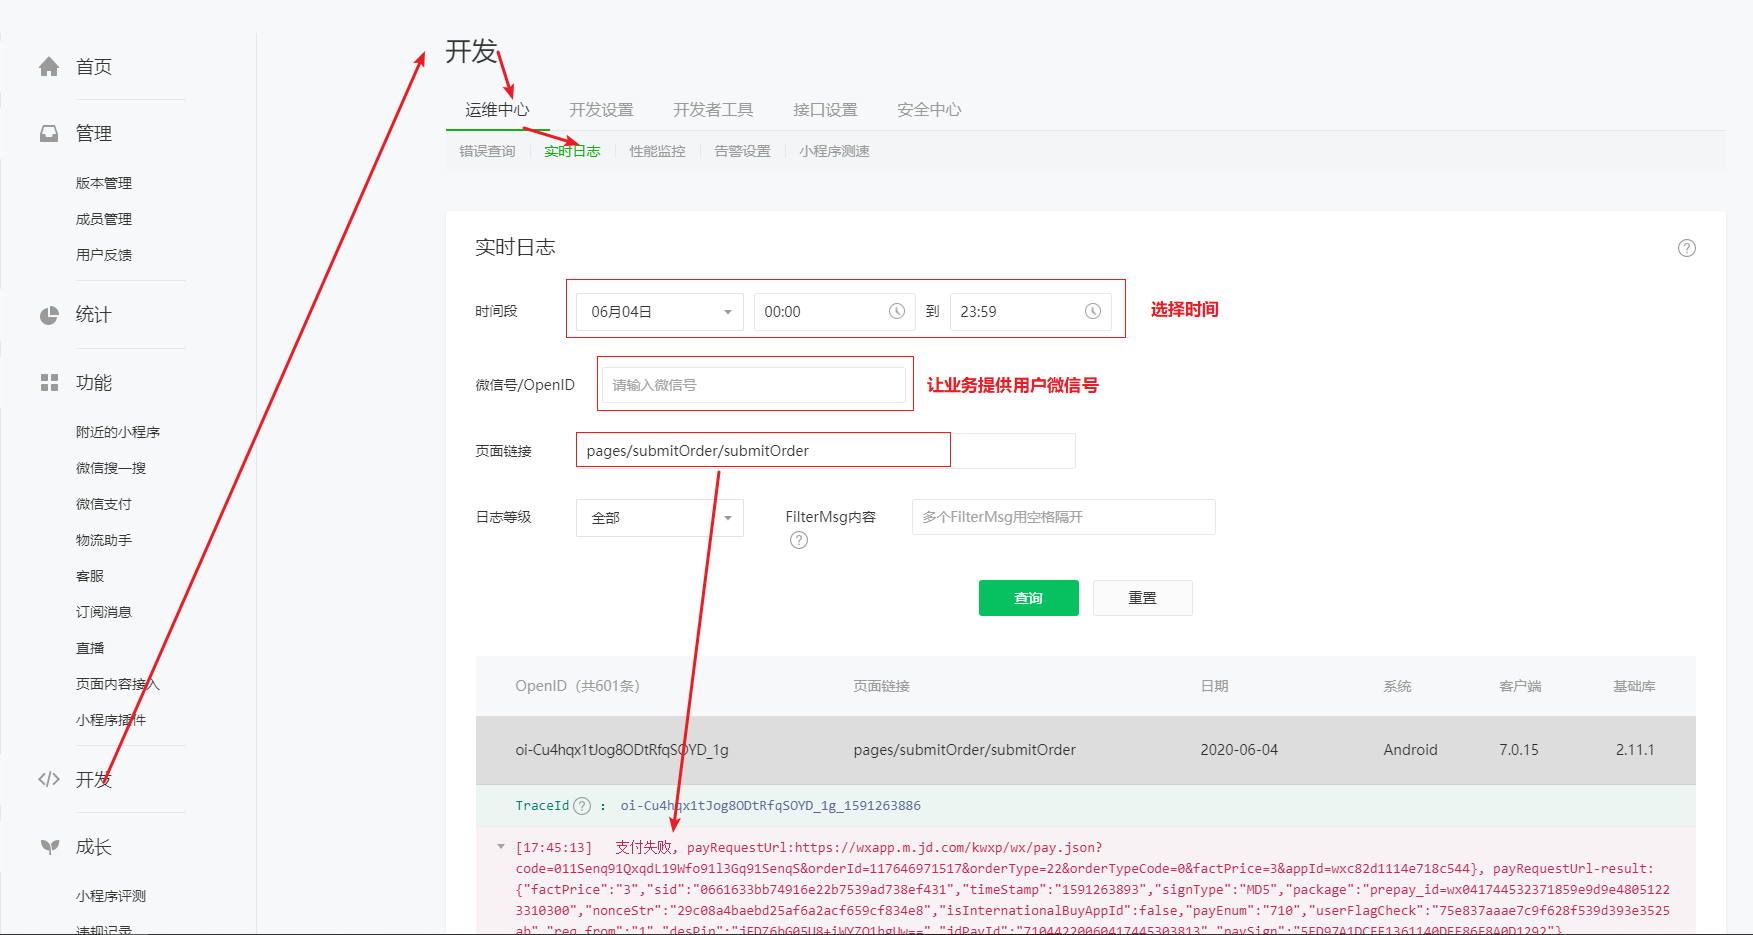 首页
管理
版本管理
成员管理
用户反馈
统计
功能
附近的小程序
微信搜一搜
微信支付
物流助手
客服
订阅消息
直播
页面内容接入
小程序插件
开发
成长
小程序评测
违规记录
开发
运维中心 开发设置 开发者工具 接口设置 安全中心
错误查询 实时日志 性能监控 告警设置 小程序测速
实时日志
时间段 06月04日 00:00 到 23:59 选择时间
微信号/OpenID 请输入微信号 让业务提供用户微信号
页面链接 pages/submitOrder/submitOrder
日志等级 全部 FilterMsg内容 多个FilterMsg用空格隔开
查询 重置
OpenID（共601条） 页面链接 日期 系统 客户端 基础库
oi-Cu4hqx1tJog8ODtRfqSOYD_1g pages/submitOrder/submitOrder 2020-06-04 Android 7.0.15 2.11.1
TraceId : oi-Cu4hqx1tJog8ODtRfqSOYD_1g_1591263886
[17:45:13] 支付失败, payRequestUrl:https://wxapp.m.jd.com/kwxp/wx/pay.json?
code=011Senq91QxqdL19Wfo91l3Gq91SenqS&orderId=117646971517&orderType=22&orderTypeCode=0&factPrice=3&appId=wxc82d1114e718c544}, payRequestUrl-result:
{"factPrice":"3","sid":"0661633bb74916e22b7539ad738ef431","timeStamp":"1591263893","signType":"MD5","package":"prepay_id=wx041744532371859e9d9e4805122
3310300","nonceStr":"29c08a4baebd25af6a2acf659cf834e8","isInternationalBuyAppId":false,"payEnum":"710","userFlagCheck":"75e837aaae7c9f628f539d393e3525